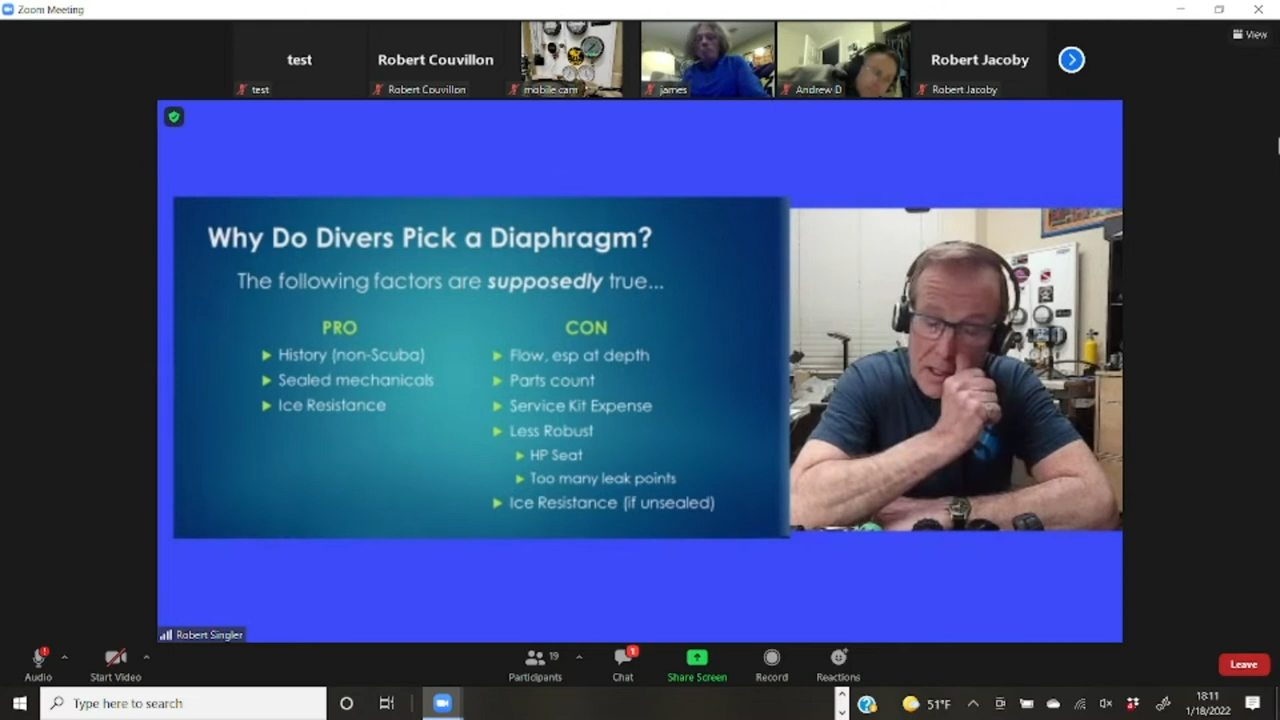 Zoom Meeting
View
test
Robert Couvillon
Robert Jacoby
test
Robert Couvillon
mobile cam
james
Andrew D
Robert Jacoby
Why Do Divers Pick a Diaphragm?
The following factors are supposedly true...
PRO
History (non-Scuba)
Sealed mechanicals
Ice Resistance
CON
Flow, esp at depth
Parts count
Service Kit Expense
Less Robust
HP Seat
Too many leak points
Ice Resistance (if unsealed)
Robert Singler
Audio
Start Video
Participants
19
Chat
1
Share Screen
Record
Reactions
Leave
Type here to search
51°F
18:11
1/18/2022